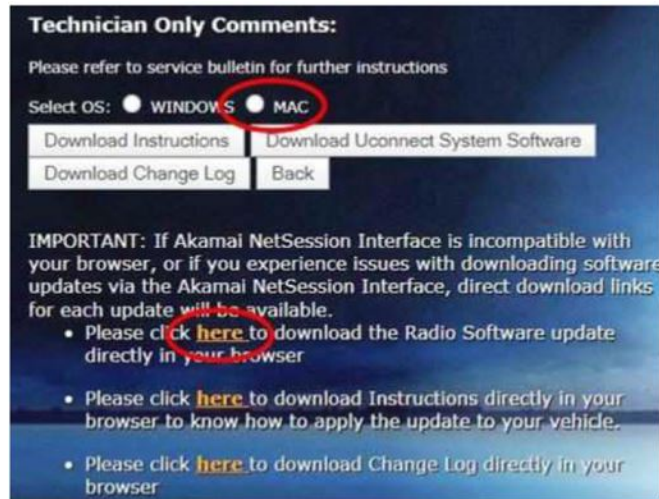 Technician Only Comments:
Please refer to service bulletin for further instructions
Select OS: WINDOWS MAC
Download Instructions Download Uconnect System Software
Download Change Log Back
IMPORTANT: If Akamai NetSession Interface is incompatible with
your browser, or if you experience issues with downloading software
updates via the Akamai NetSession Interface, direct download links
for each update will be available.
• Please click here to download the Radio Software update
directly in your browser
• Please click here to download Instructions directly in your
browser to know how to apply the update to your vehicle.
• Please click here to download Change Log directly in your
browser